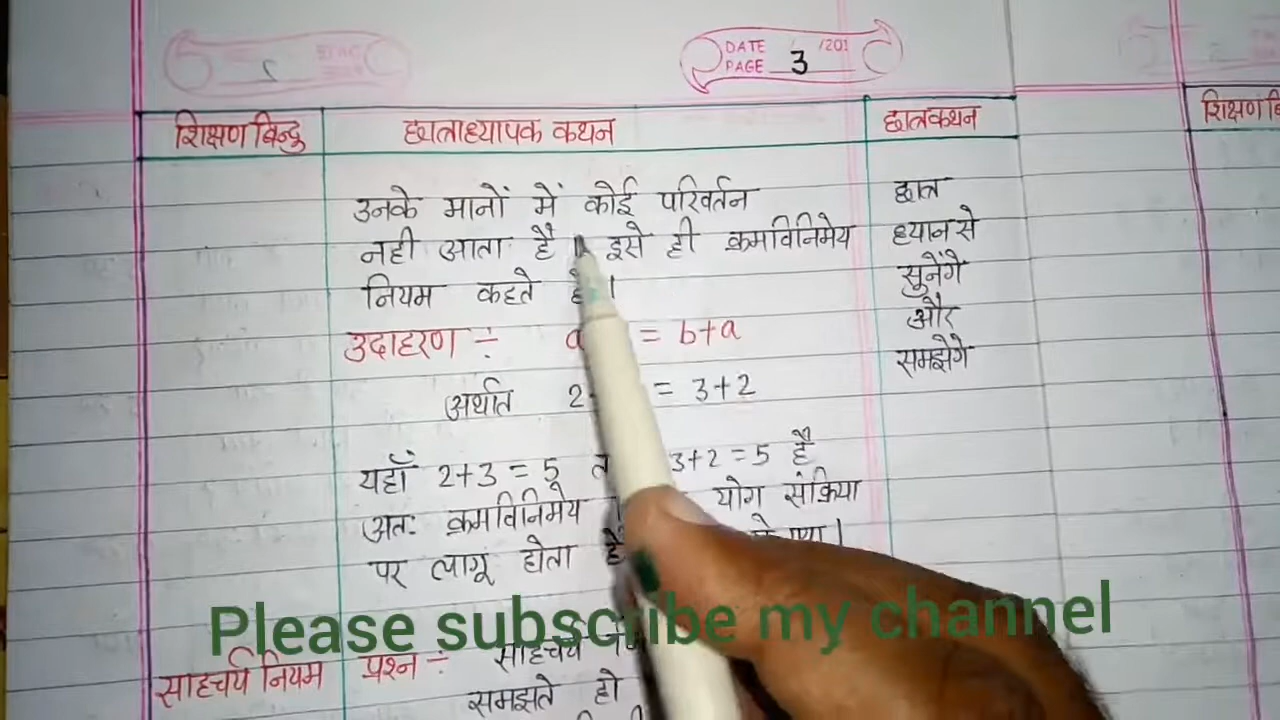 DATE /201
PAGE 3
शिक्षण बिन्दु छात्राध्यापक कथन छात्रकथन
उनके मानों में कोई परिवर्तन
नही आता है । इसे ही क्रमविनिमेय
नियम कहते
उदाहरण ÷ a = b+a
अर्थात 2 = 3+2
यहाँ 2+3 = 5 3+2 = 5 है
अतः क्रमविनिमेय योग संक्रिया
पर लागू होता है
छात्र
ध्यान से
सुनेंगे
और
समझेगे
साहचर्य नियम प्रश्न ÷ साहचर्य
समझते हो
Please subscribe my channel
शिक्षण